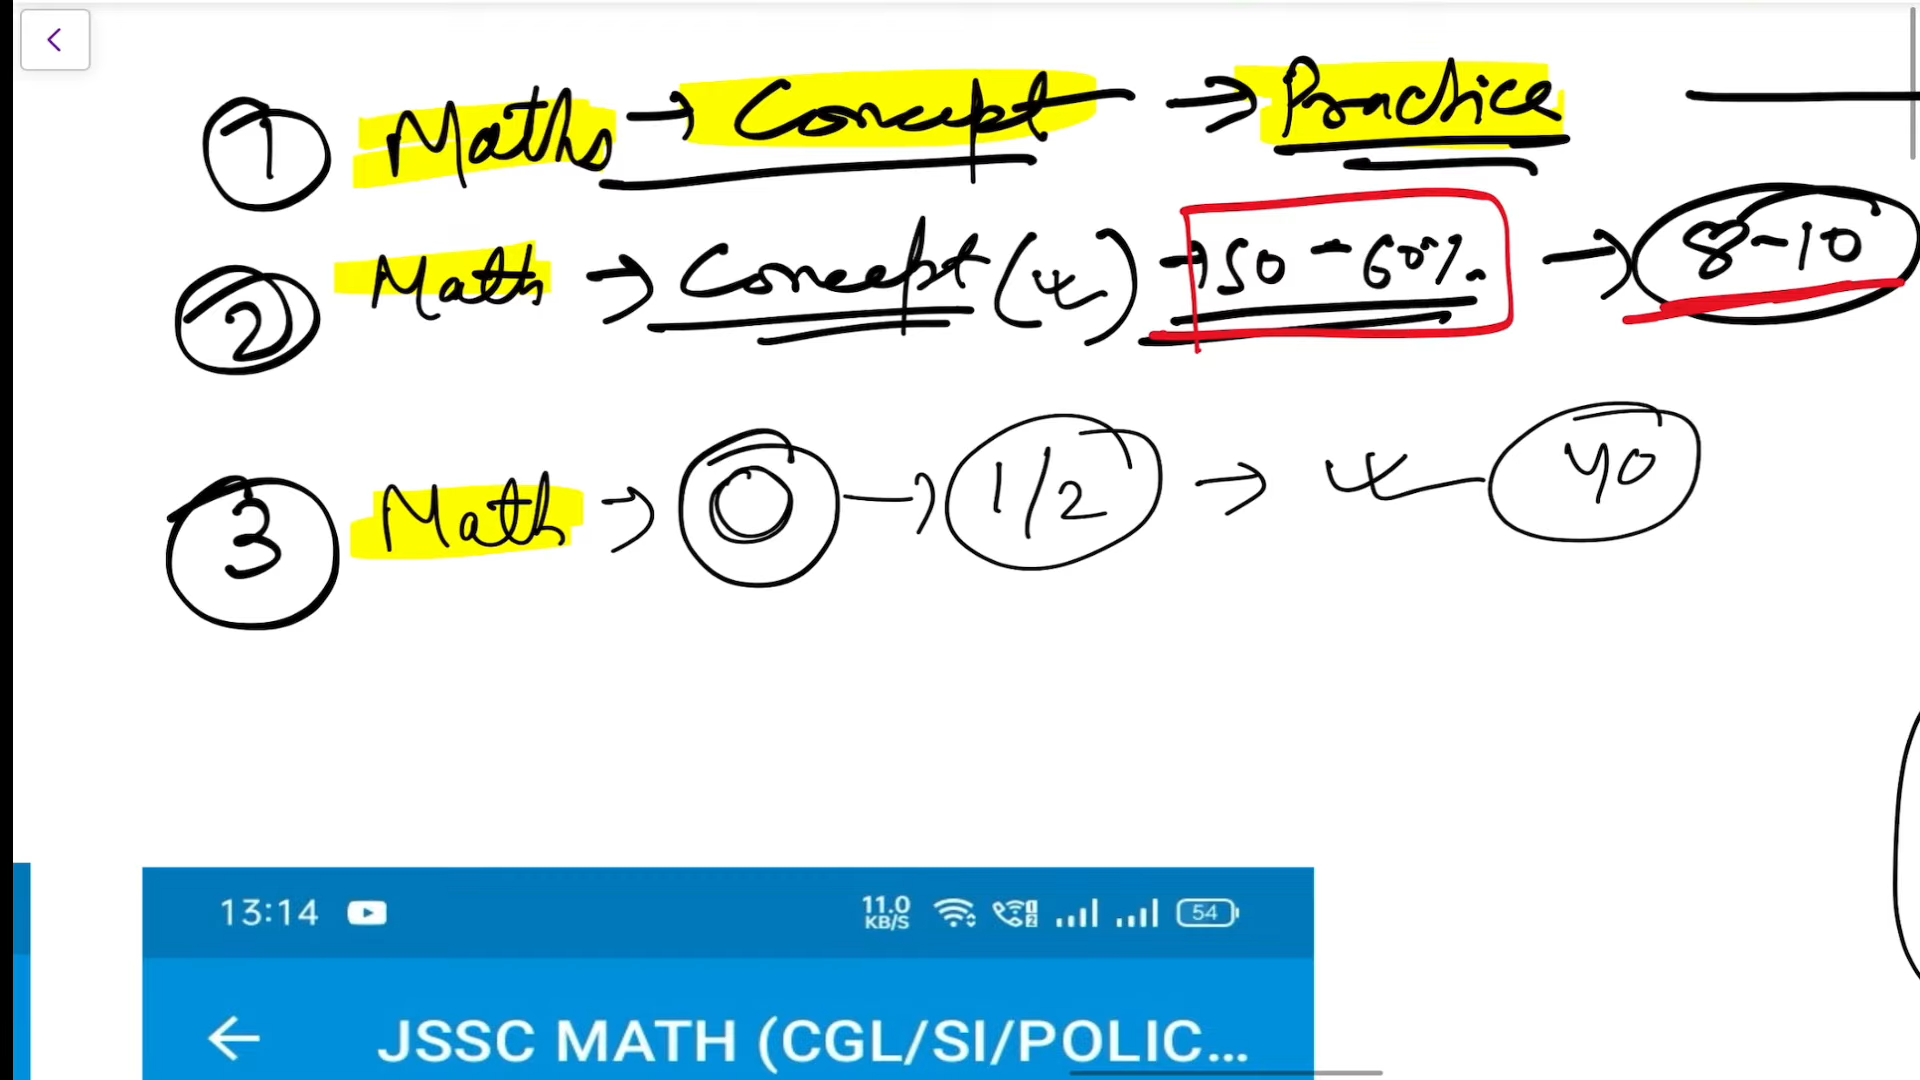 1 Maths → Concept → Practice
2 Math → Concept ( ) → 50 - 60% → 8-10
3 Math → 0 → 1/2 → 40
13:14 11.0 KB/S 54
← JSSC MATH (CGL/SI/POLIC...